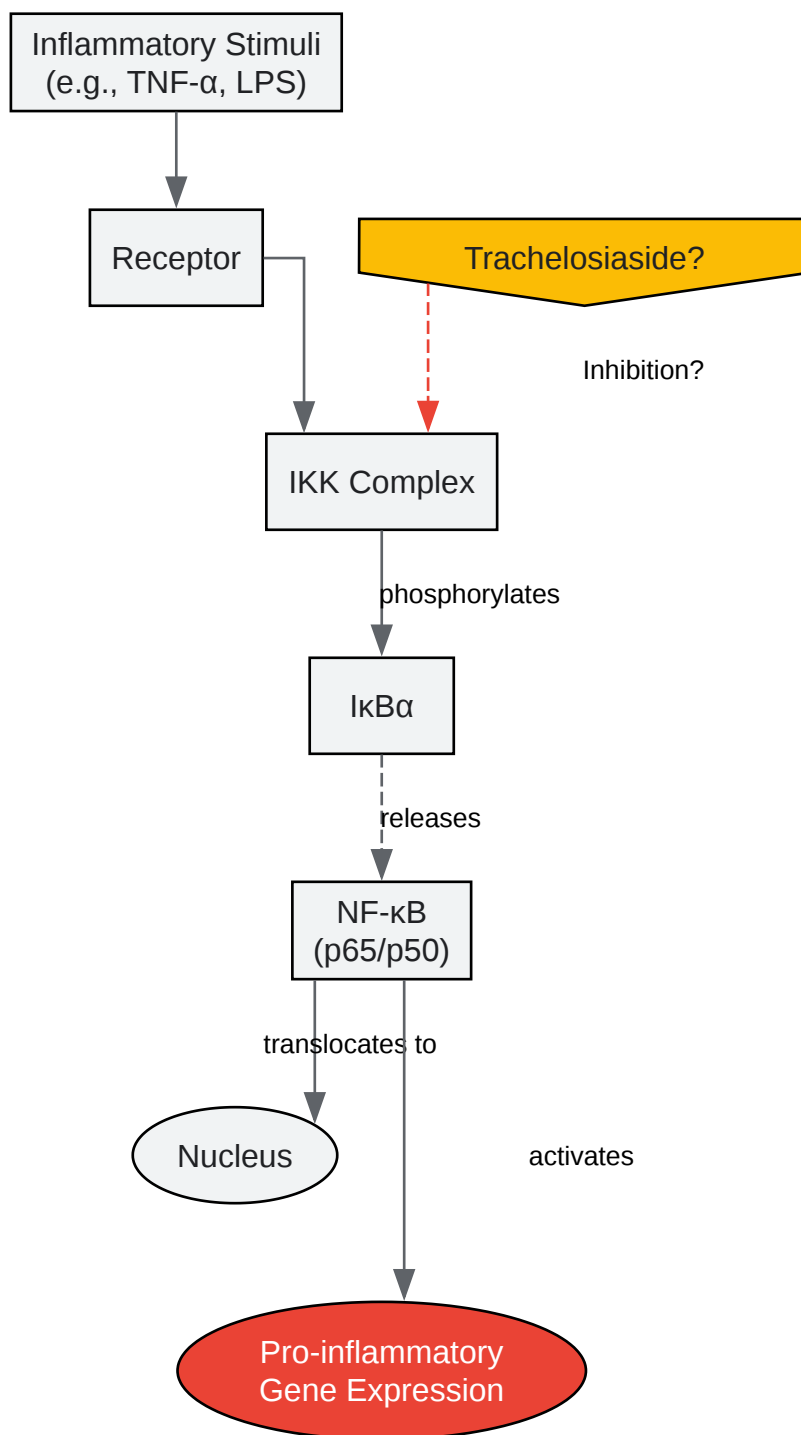 Inflammatory Stimuli
(e.g., TNF-α, LPS)
Receptor
Trachelosiaside?
Inhibition?
IKK Complex
phosphorylates
IκBα
releases
NF-κB
(p65/p50)
translocates to
Nucleus
activates
Pro-inflammatory
Gene Expression